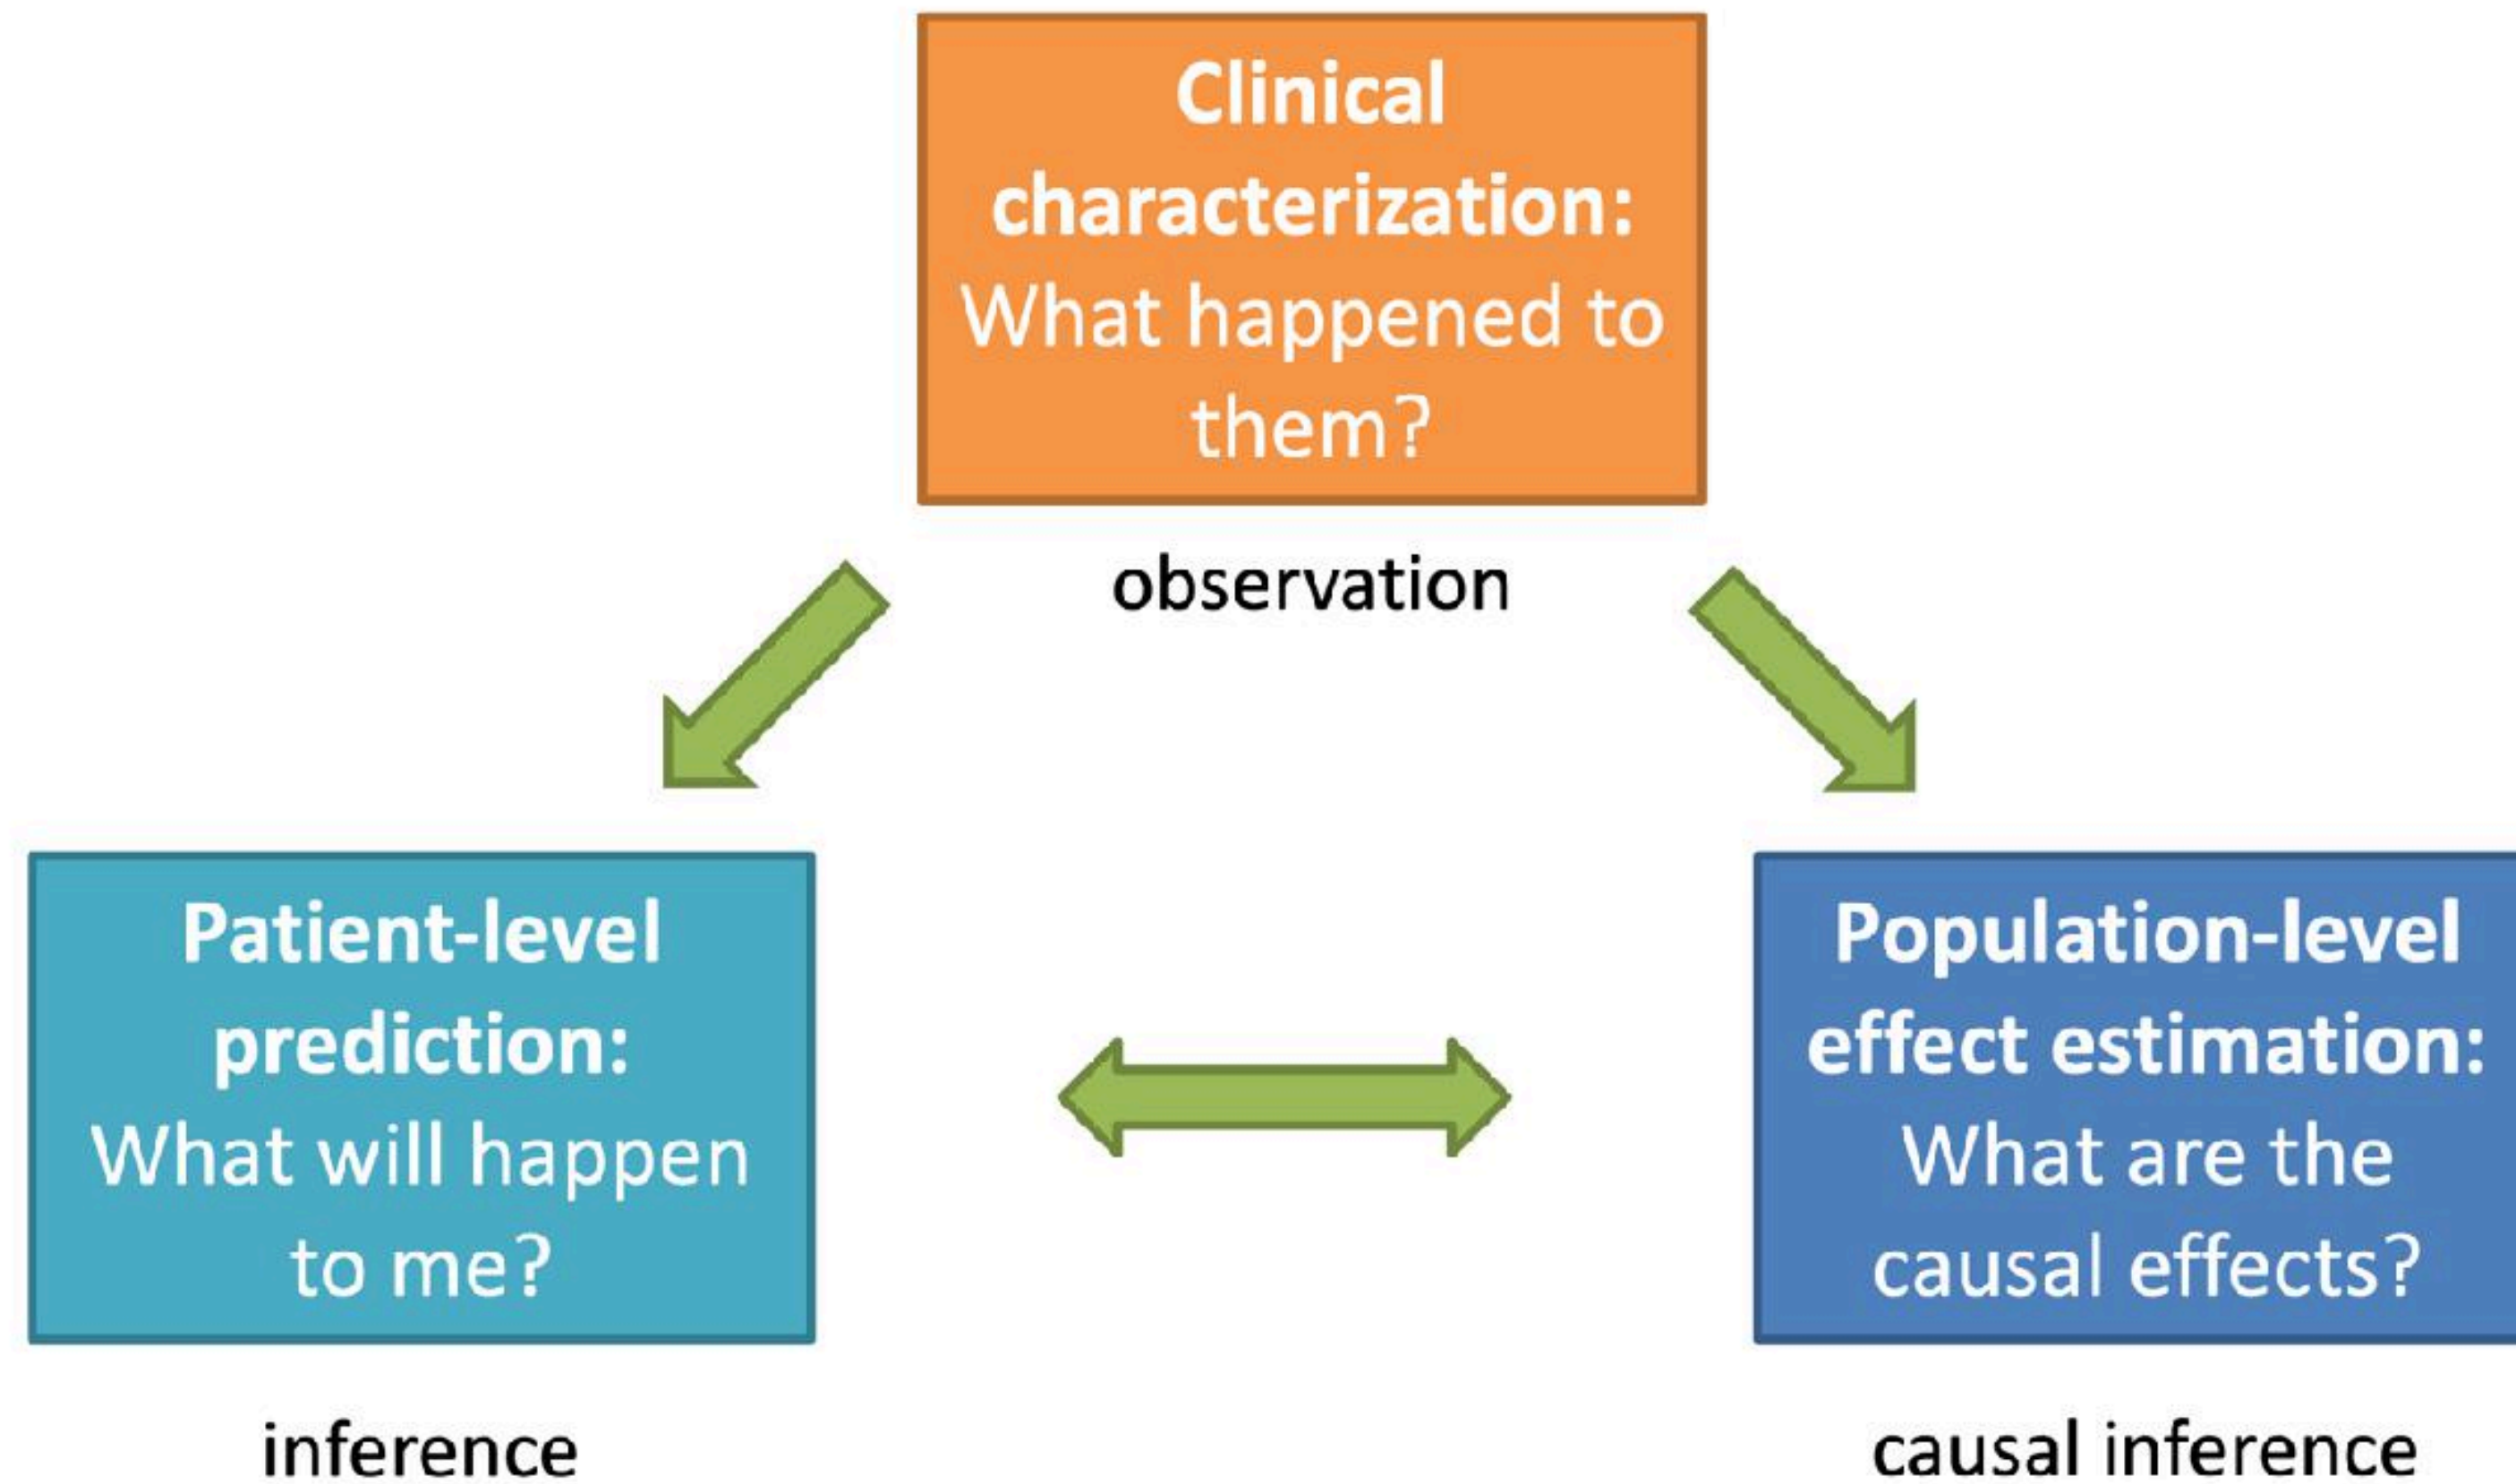 Clinical
characterization:
What happened to
them?
observation
Patient-level
prediction:
What will happen
to me?
inference
Population-level
effect estimation:
What are the
causal effects?
causal inference